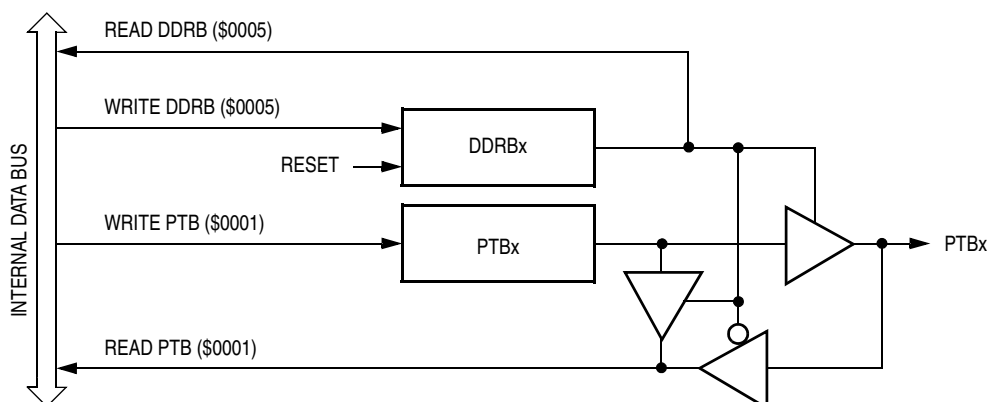 READ DDRB ($0005)
WRITE DDRB ($0005)
DDRBx
RESET
INTERNAL DATA BUS
WRITE PTB ($0001)
PTBx
PTBx
READ PTB ($0001)